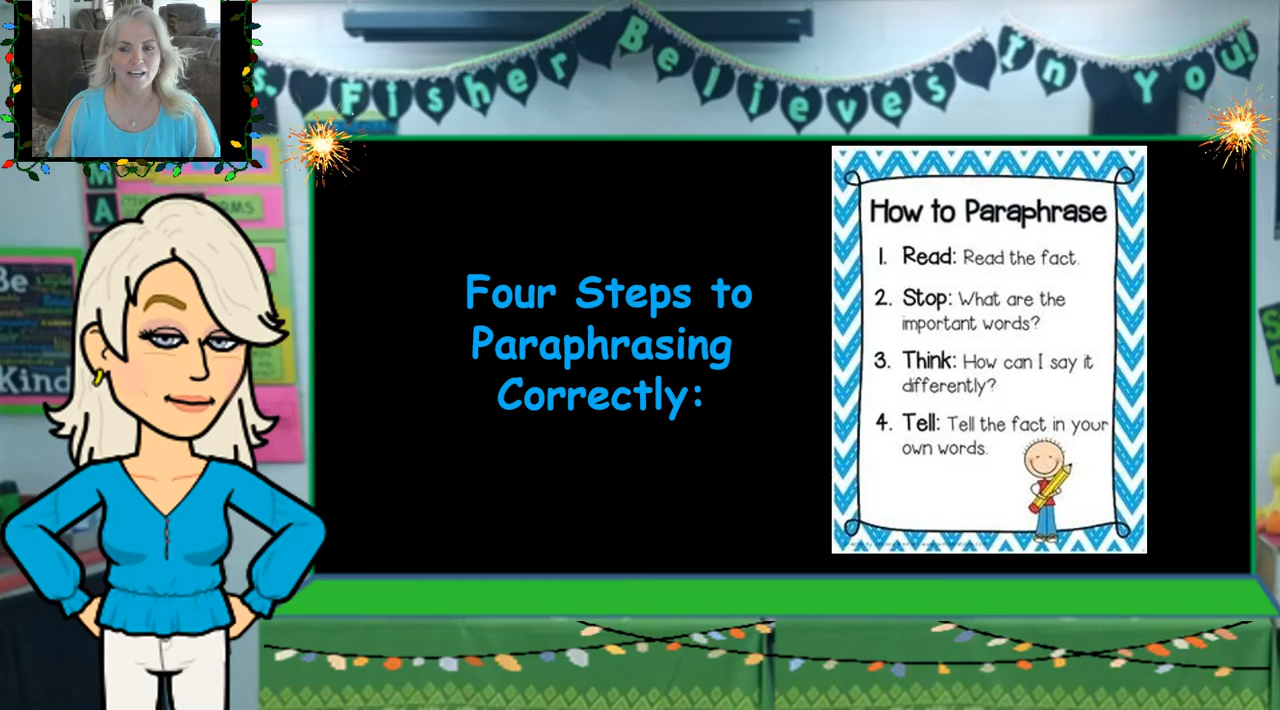 s. Fisher Believes In You!
MA
RMS
Be
Kind
Four Steps to
Paraphrasing
Correctly:
How to Paraphrase
1. Read: Read the fact.
2. Stop: What are the
important words?
3. Think: How can I say it
differently?
4. Tell: Tell the fact in your
own words.